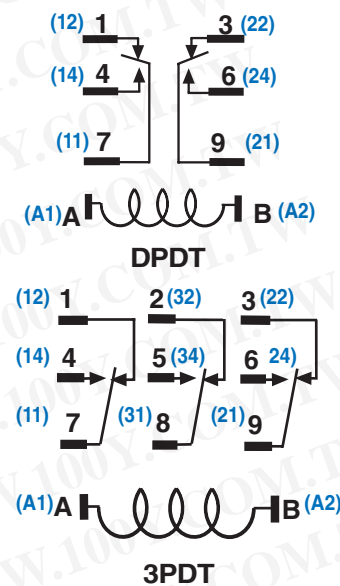 (12) 1 3 (22)
(14) 4 6 (24)
(11) 7 9 (21)
(A1) A B (A2)
DPDT
(12) 1 2 (32) 3 (22)
(14) 4 5 (34) 6 24)
(11) 7 (31) 8 (21) 9
(A1) A B (A2)
3PDT